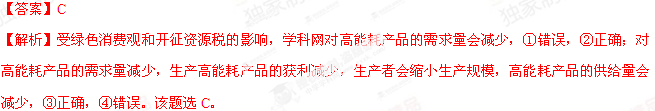 【答案】C
【解析】受绿色消费观和开征资源税的影响，学科网对高能耗产品的需求量会减少，①错误，②正确；对
高能耗产品的需求量减少，生产高能耗产品的获利减少，生产者会缩小生产规模，高能耗产品的供给量会
减少，③正确，④错误。该题选 C。